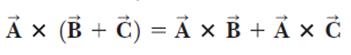 A⃗ × (B⃗ + C⃗) = A⃗ × B⃗ + A⃗ × C⃗